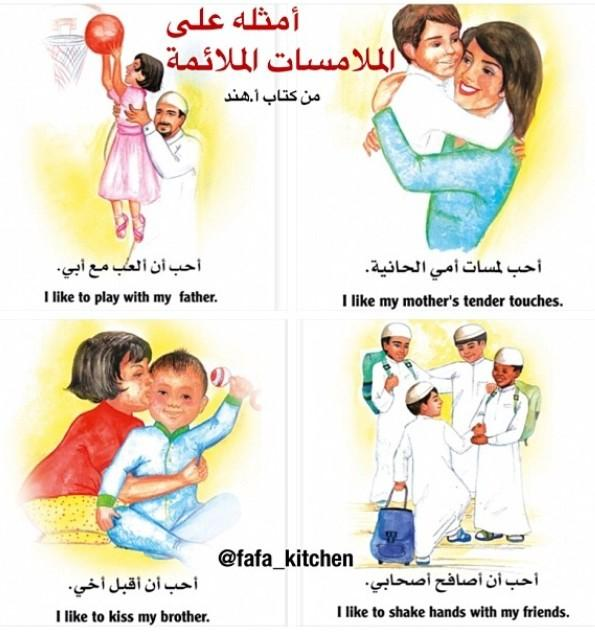 أمثله على
الملامسات الملائمة
من كتاب أ.هند
أحب أن ألعب مع أبي.
I like to play with my father.
أحب لمسات أمي الحانية.
I like my mother's tender touches.
أحب أن أقبل أخي.
I like to kiss my brother.
أحب أن أصافح أصحابي.
I like to shake hands with my friends.
@fafa_kitchen